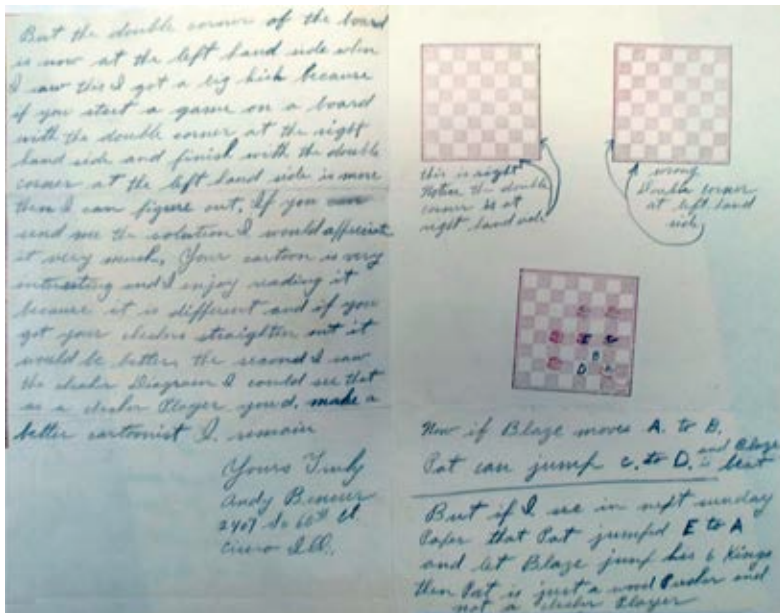 But the double corner of the board
is now at the left hand side when
I saw this I got a big kick because
if you start a game on a board
with the double corner at the right
hand side and finish with the double
corner at the left hand side is more
then I can figure out. If you
send me the solution I would appreciate
it very much. Your cartoon is very
interesting and I enjoy reading it
because it is different and if you
get your checkers straighten out it
would be better, the second I saw
the checker Diagram I could see that
as a checker Player you'd, make a
better cartoonist I. remain
Yours Truly
Andy
2407 So 60th Ct
Cicero Ill.
this is right
Notice the double
corner is at
right hand side
wrong
Double corner
at left hand
side
B
D
Now if Blaze moves A. to B.
Pat can jump C. to D. and Blaze
is beat
But if I see in next sunday
Paper that Pat jumped E to A
and let Blaze jump his 6 Kings
then Pat is just a wood Pusher and
not a checker Player